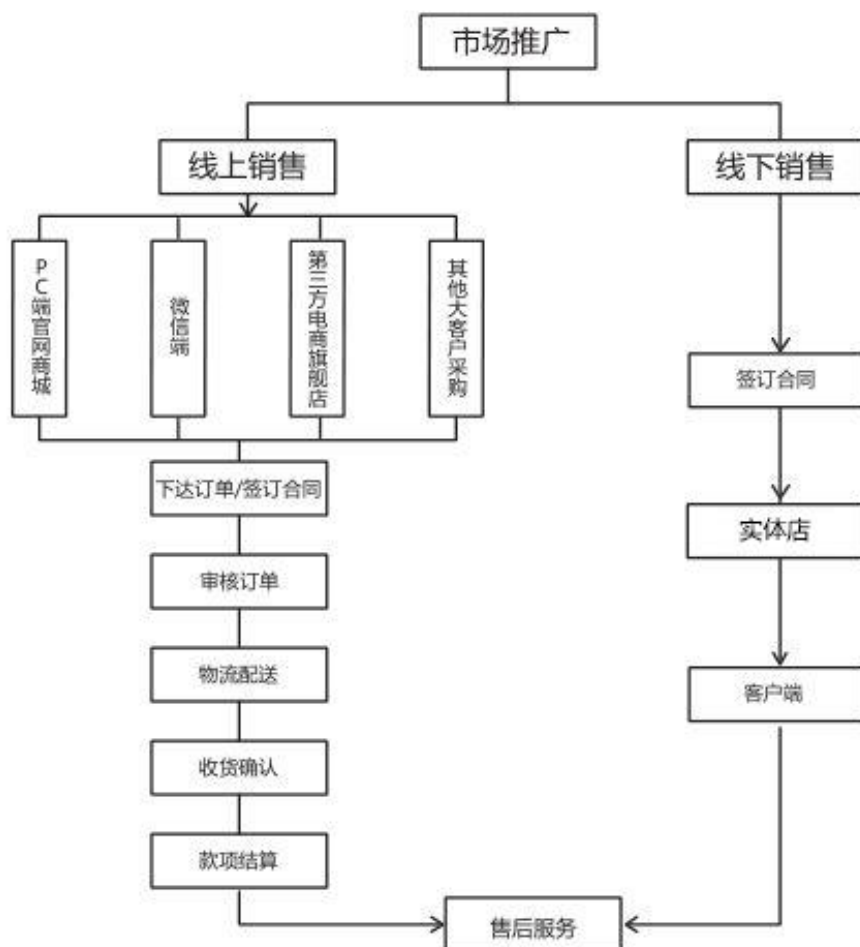 市场推广
线上销售
线下销售
PC端官网商城
微信端
第三方电商旗舰店
其他大客户采购
签订合同
下达订单/签订合同
实体店
审核订单
物流配送
客户端
收货确认
款项结算
售后服务